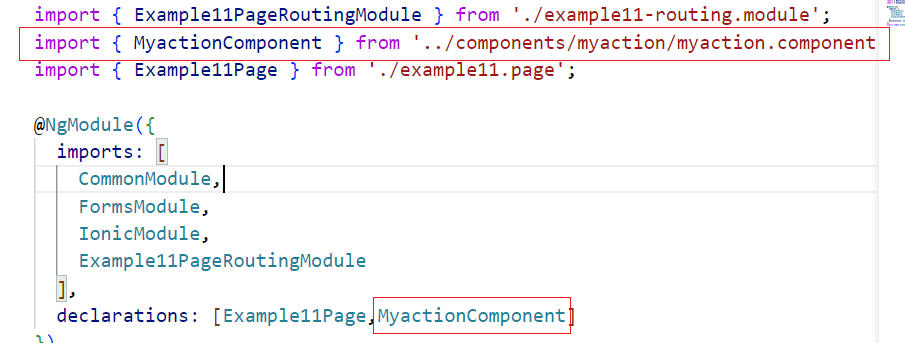 import { Example11PageRoutingModule } from './example11-routing.module';
import { MyactionComponent } from '../components/myaction/myaction.component
import { Example11Page } from './example11.page';
@NgModule({
imports: [
CommonModule,
FormsModule,
IonicModule,
Example11PageRoutingModule
],
declarations: [Example11Page,MyactionComponent]
})